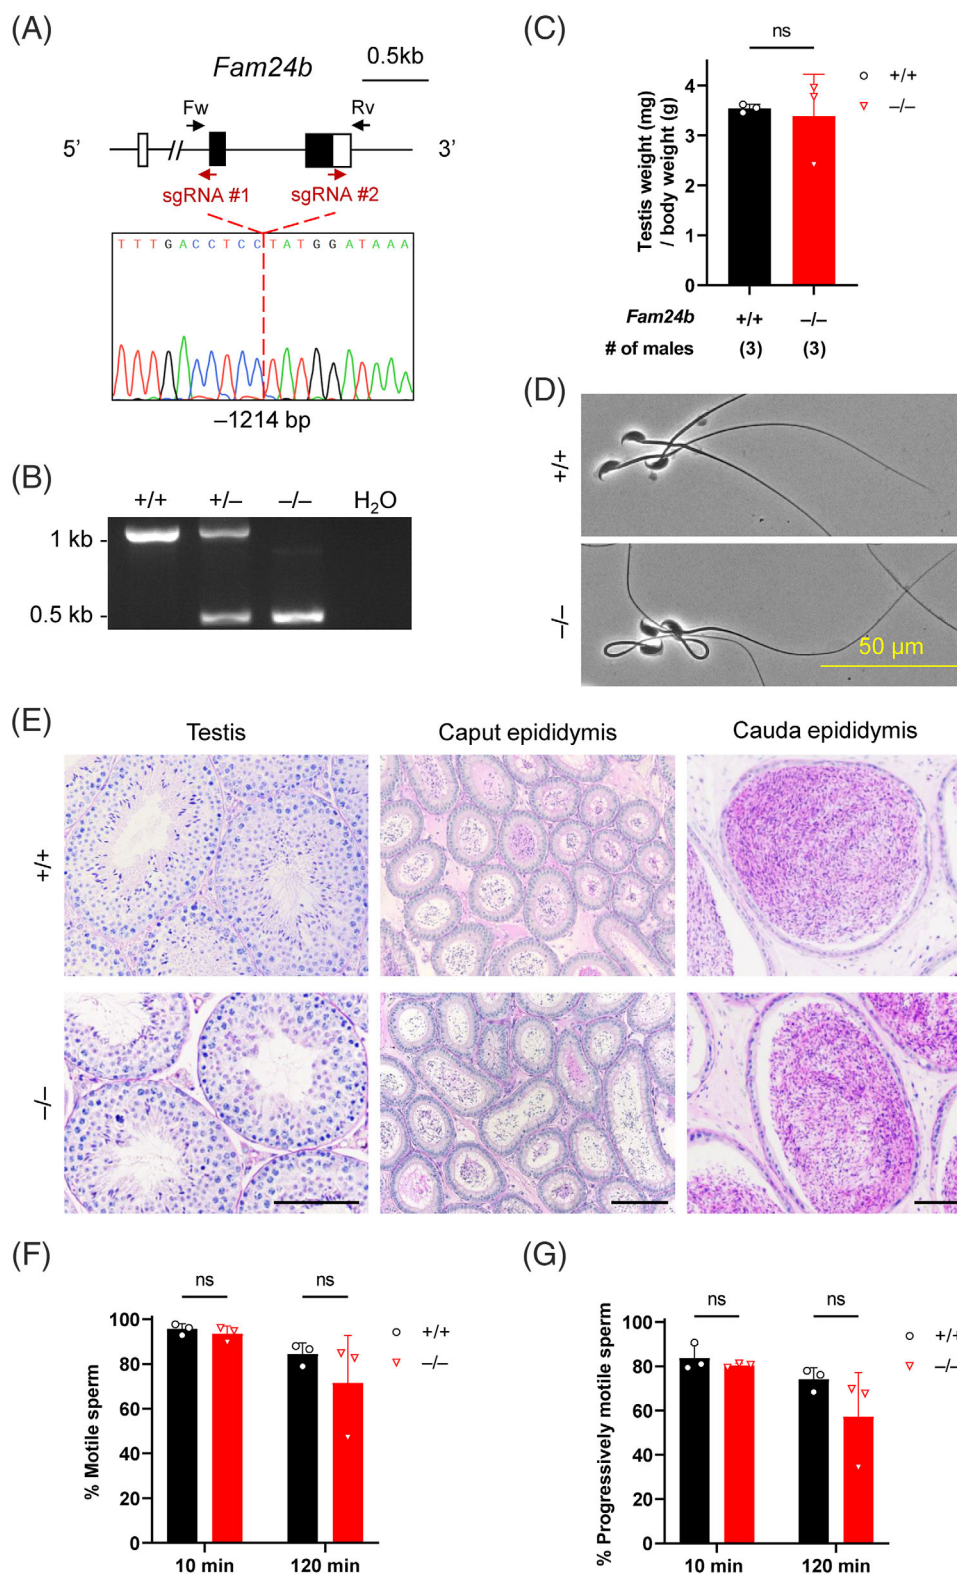 (A)
Fam24b
0.5kb
Fw
Rv
5’
3’
sgRNA #1
sgRNA #2
TTTGACCTCCTATGGATAAA
–1214 bp
(B)
+/+
+/–
–/–
H2O
1 kb -
0.5 kb -
(C)
ns
Testis weight (mg)
/ body weight (g)
4
3
2
1
0
+/+
–/–
Fam24b
+/+
–/–
# of males
(3)
(3)
(D)
+/+
–/–
50 µm
(E)
Testis
Caput epididymis
Cauda epididymis
+/+
–/–
(F)
ns
ns
% Motile sperm
100
80
60
40
20
0
10 min
120 min
+/+
–/–
(G)
ns
ns
% Progressively motile sperm
100
80
60
40
20
0
10 min
120 min
+/+
–/–